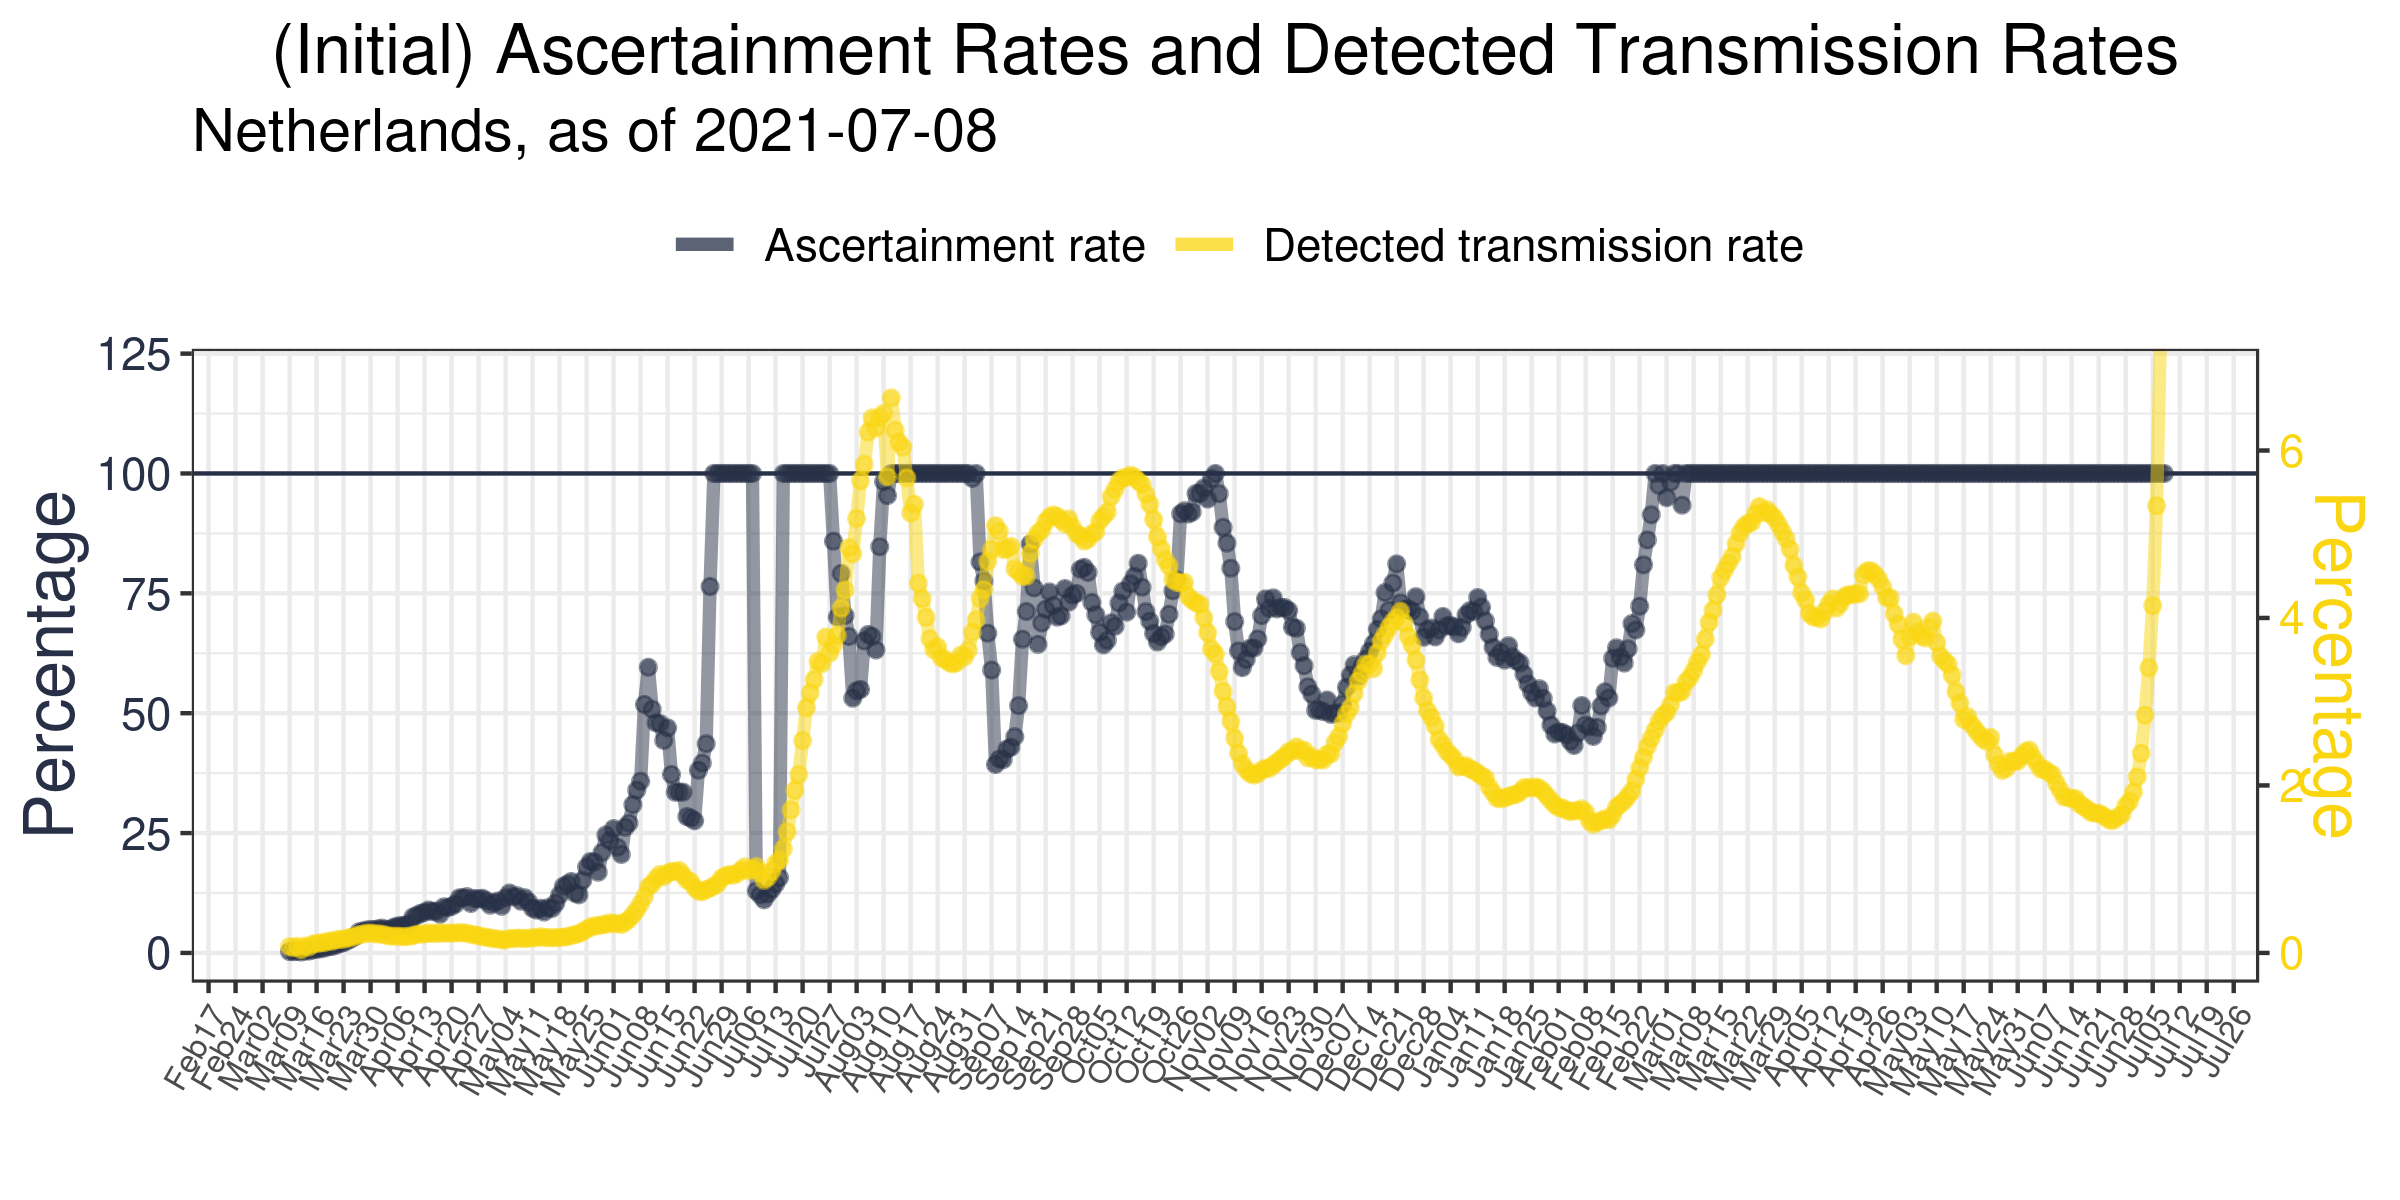 (Initial) Ascertainment Rates and Detected Transmission Rates
Netherlands, as of 2021-07-08
Ascertainment rate
Detected transmission rate
125
100
75
50
25
0
Percentage
6
4
2
0
Percentage
Feb17
Feb24
Mar02
Mar09
Mar16
Mar23
Mar30
Apr06
Apr13
Apr20
Apr27
May04
May11
May18
May25
Jun01
Jun08
Jun15
Jun22
Jun29
Jul06
Jul13
Jul20
Jul27
Aug03
Aug10
Aug17
Aug24
Aug31
Sep07
Sep14
Sep21
Sep28
Oct05
Oct12
Oct19
Oct26
Nov02
Nov09
Nov16
Nov23
Nov30
Dec07
Dec14
Dec21
Dec28
Jan04
Jan11
Jan18
Jan25
Feb01
Feb08
Feb15
Feb22
Mar01
Mar08
Mar15
Mar22
Mar29
Apr05
Apr12
Apr19
Apr26
May03
May10
May17
May24
May31
Jun07
Jun14
Jun21
Jun28
Jul05
Jul12
Jul19
Jul26